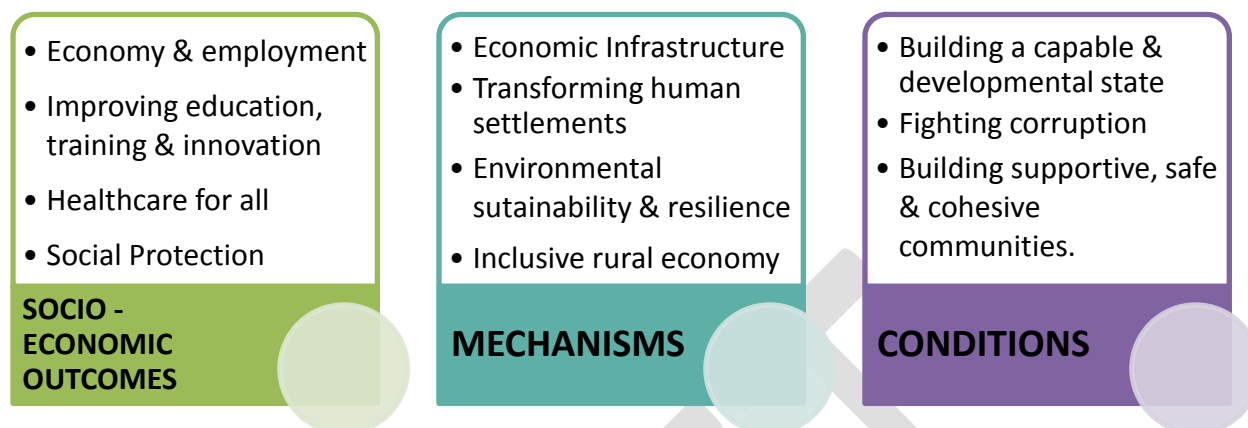 • Economy & employment
• Improving education,
training & innovation
• Healthcare for all
• Social Protection
SOCIO -
ECONOMIC
OUTCOMES
• Economic Infrastructure
• Transforming human
settlements
• Environmental
sutainability & resilience
• Inclusive rural economy
MECHANISMS
• Building a capable &
developmental state
• Fighting corruption
• Building supportive, safe
& cohesive
communities.
CONDITIONS